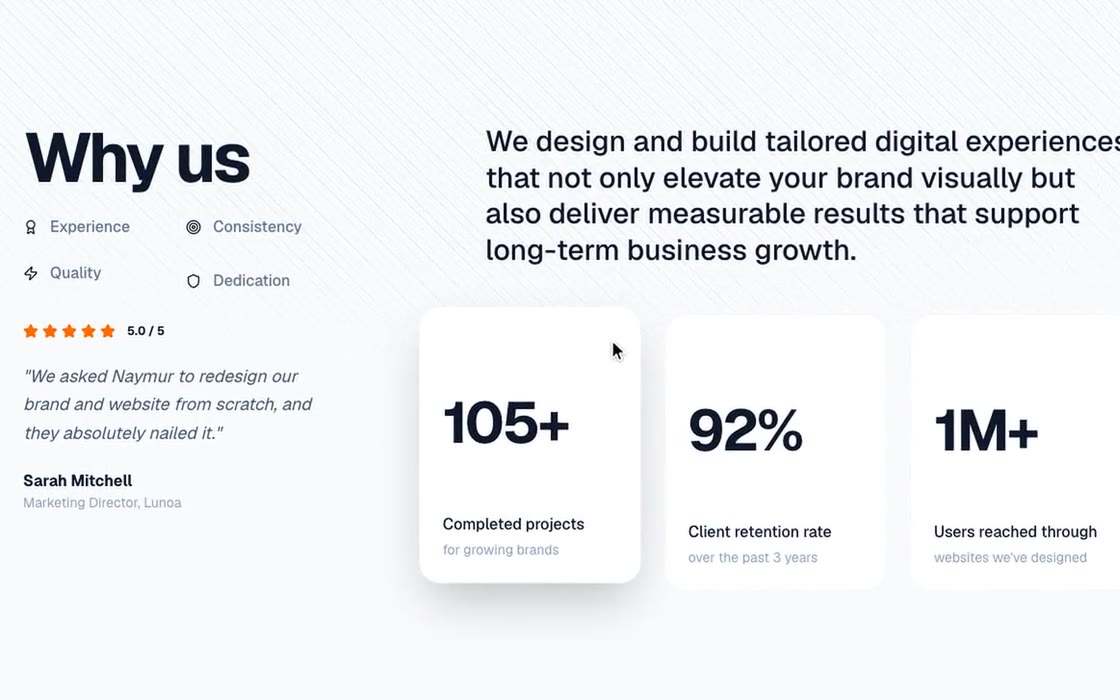 Why us
Experience
Consistency
Quality
Dedication
5.0 / 5
"We asked Naymur to redesign our
brand and website from scratch, and
they absolutely nailed it."
Sarah Mitchell
Marketing Director, Lunoa
We design and build tailored digital experiences
that not only elevate your brand visually but
also deliver measurable results that support
long-term business growth.
105+
Completed projects
for growing brands
92%
Client retention rate
over the past 3 years
1M+
Users reached through
websites we've designed